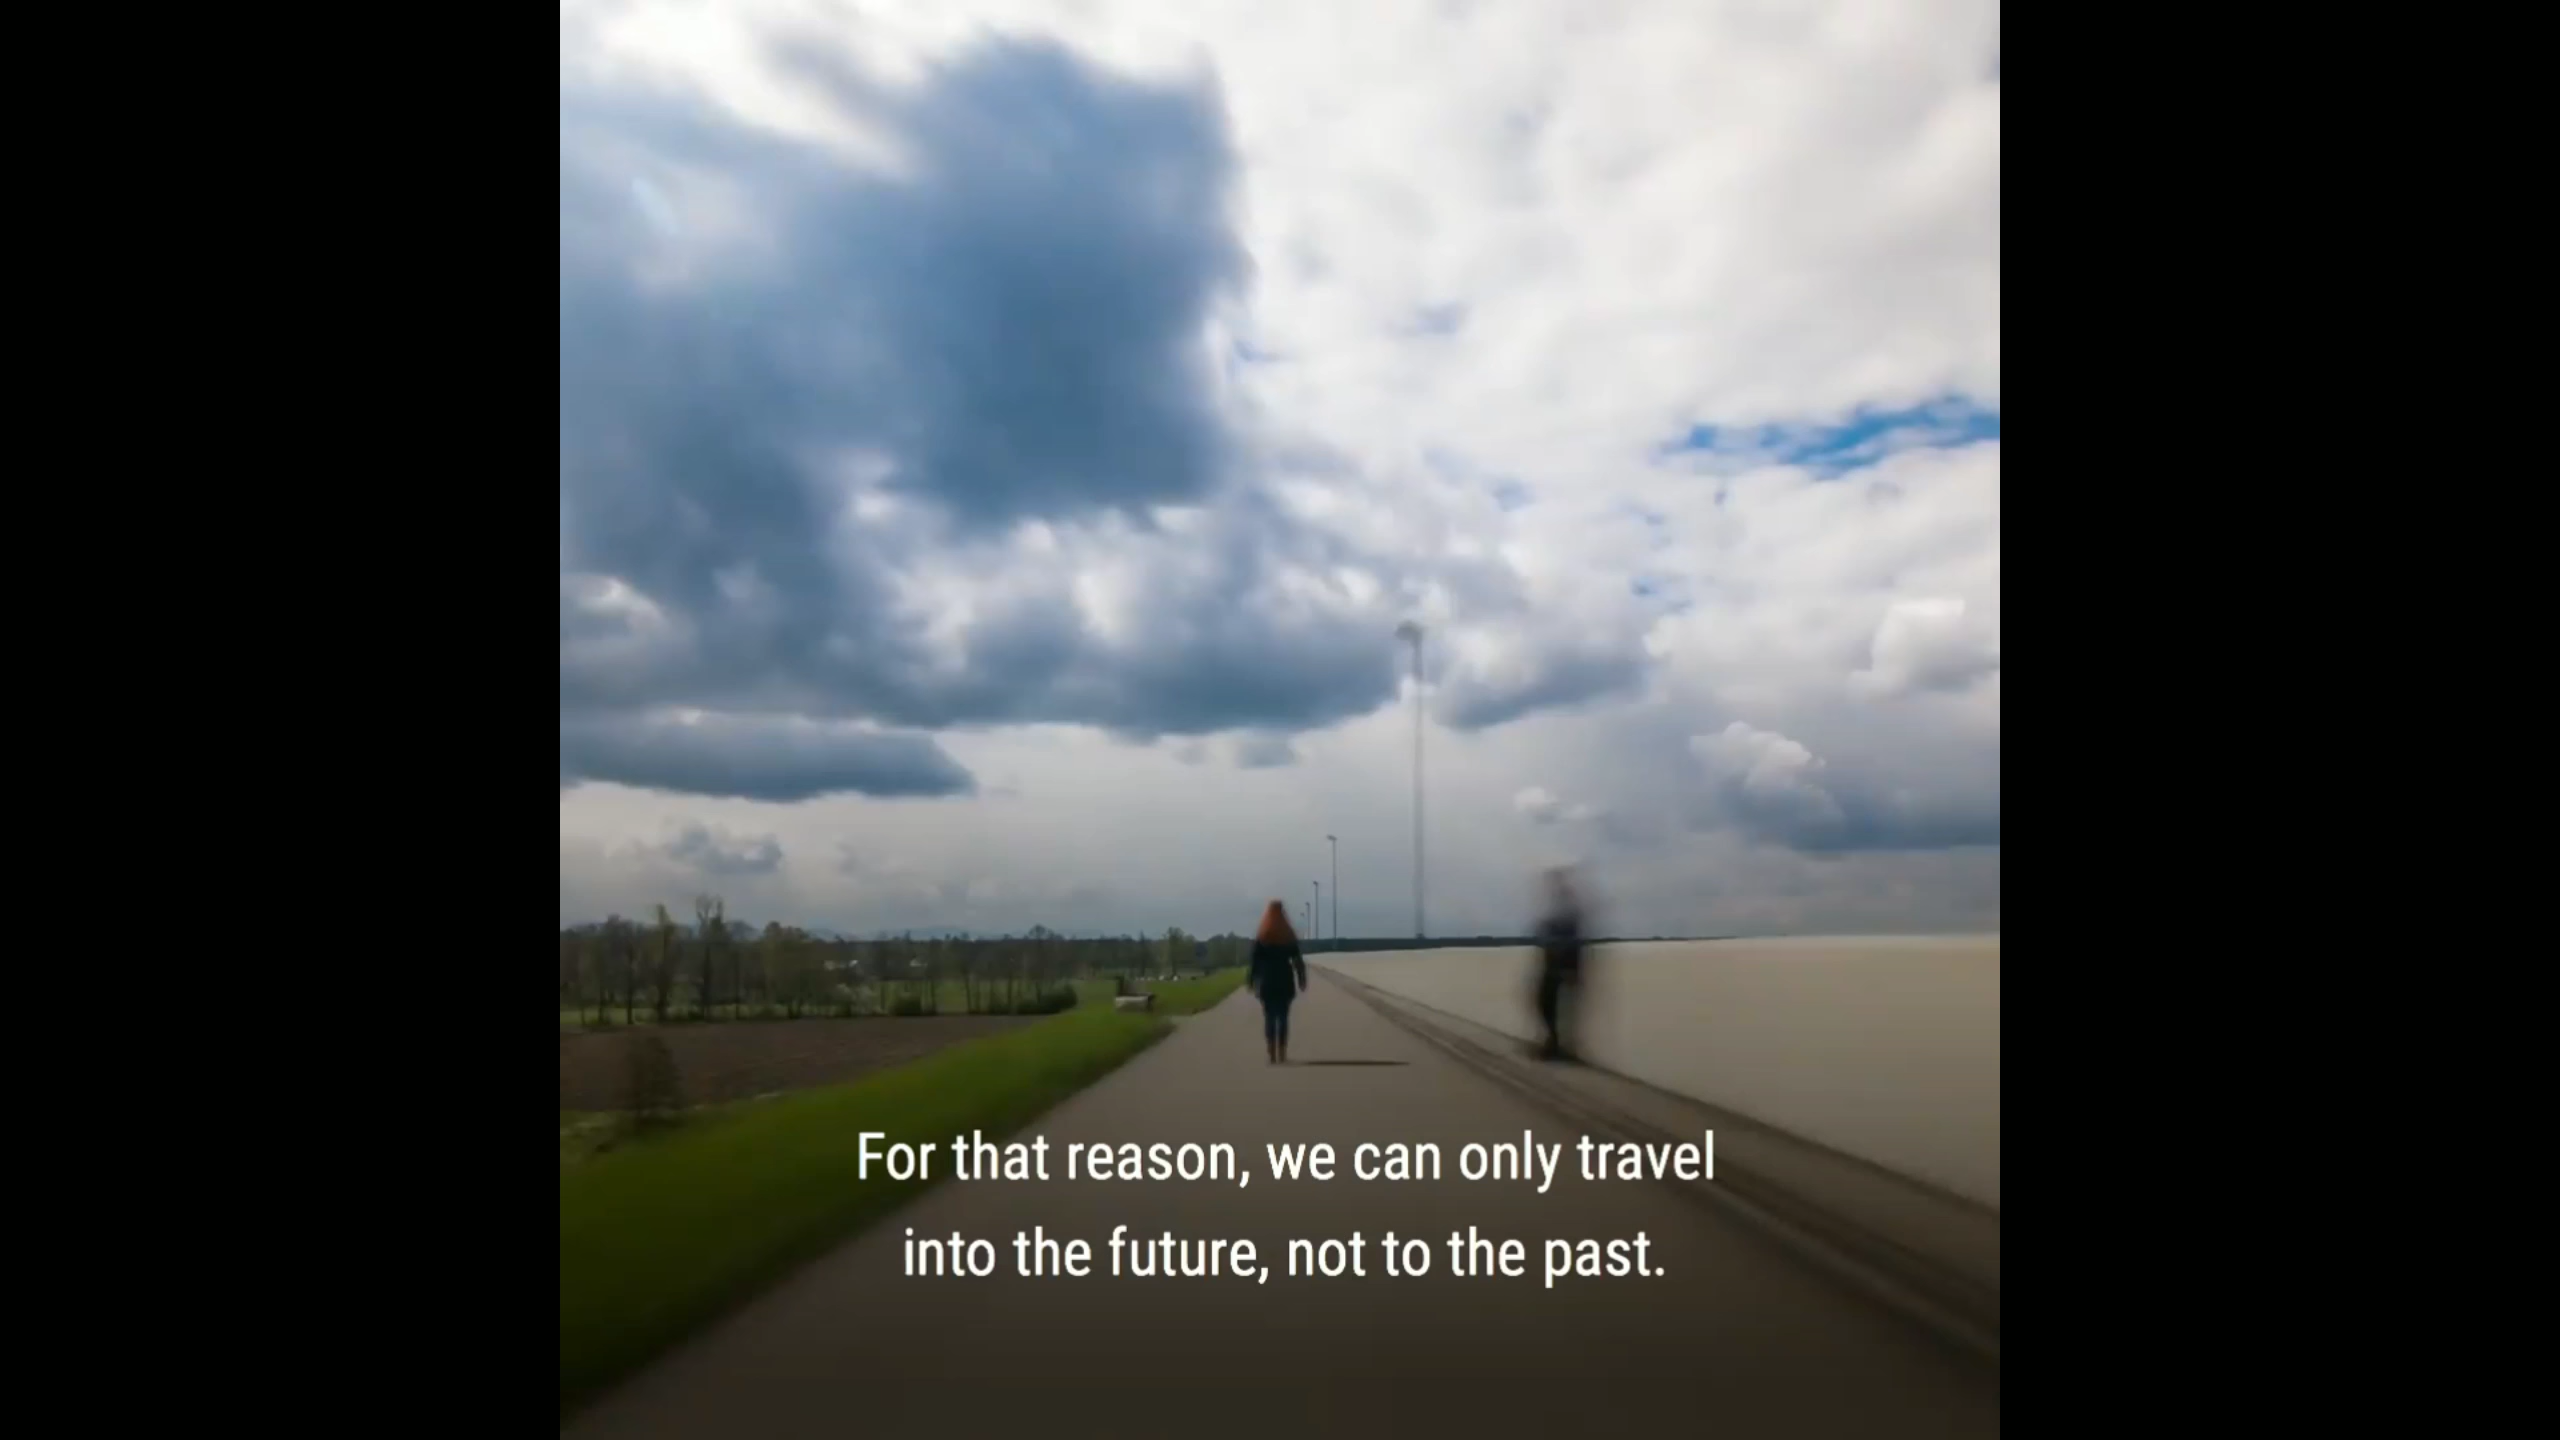 For that reason, we can only travel
into the future, not to the past.